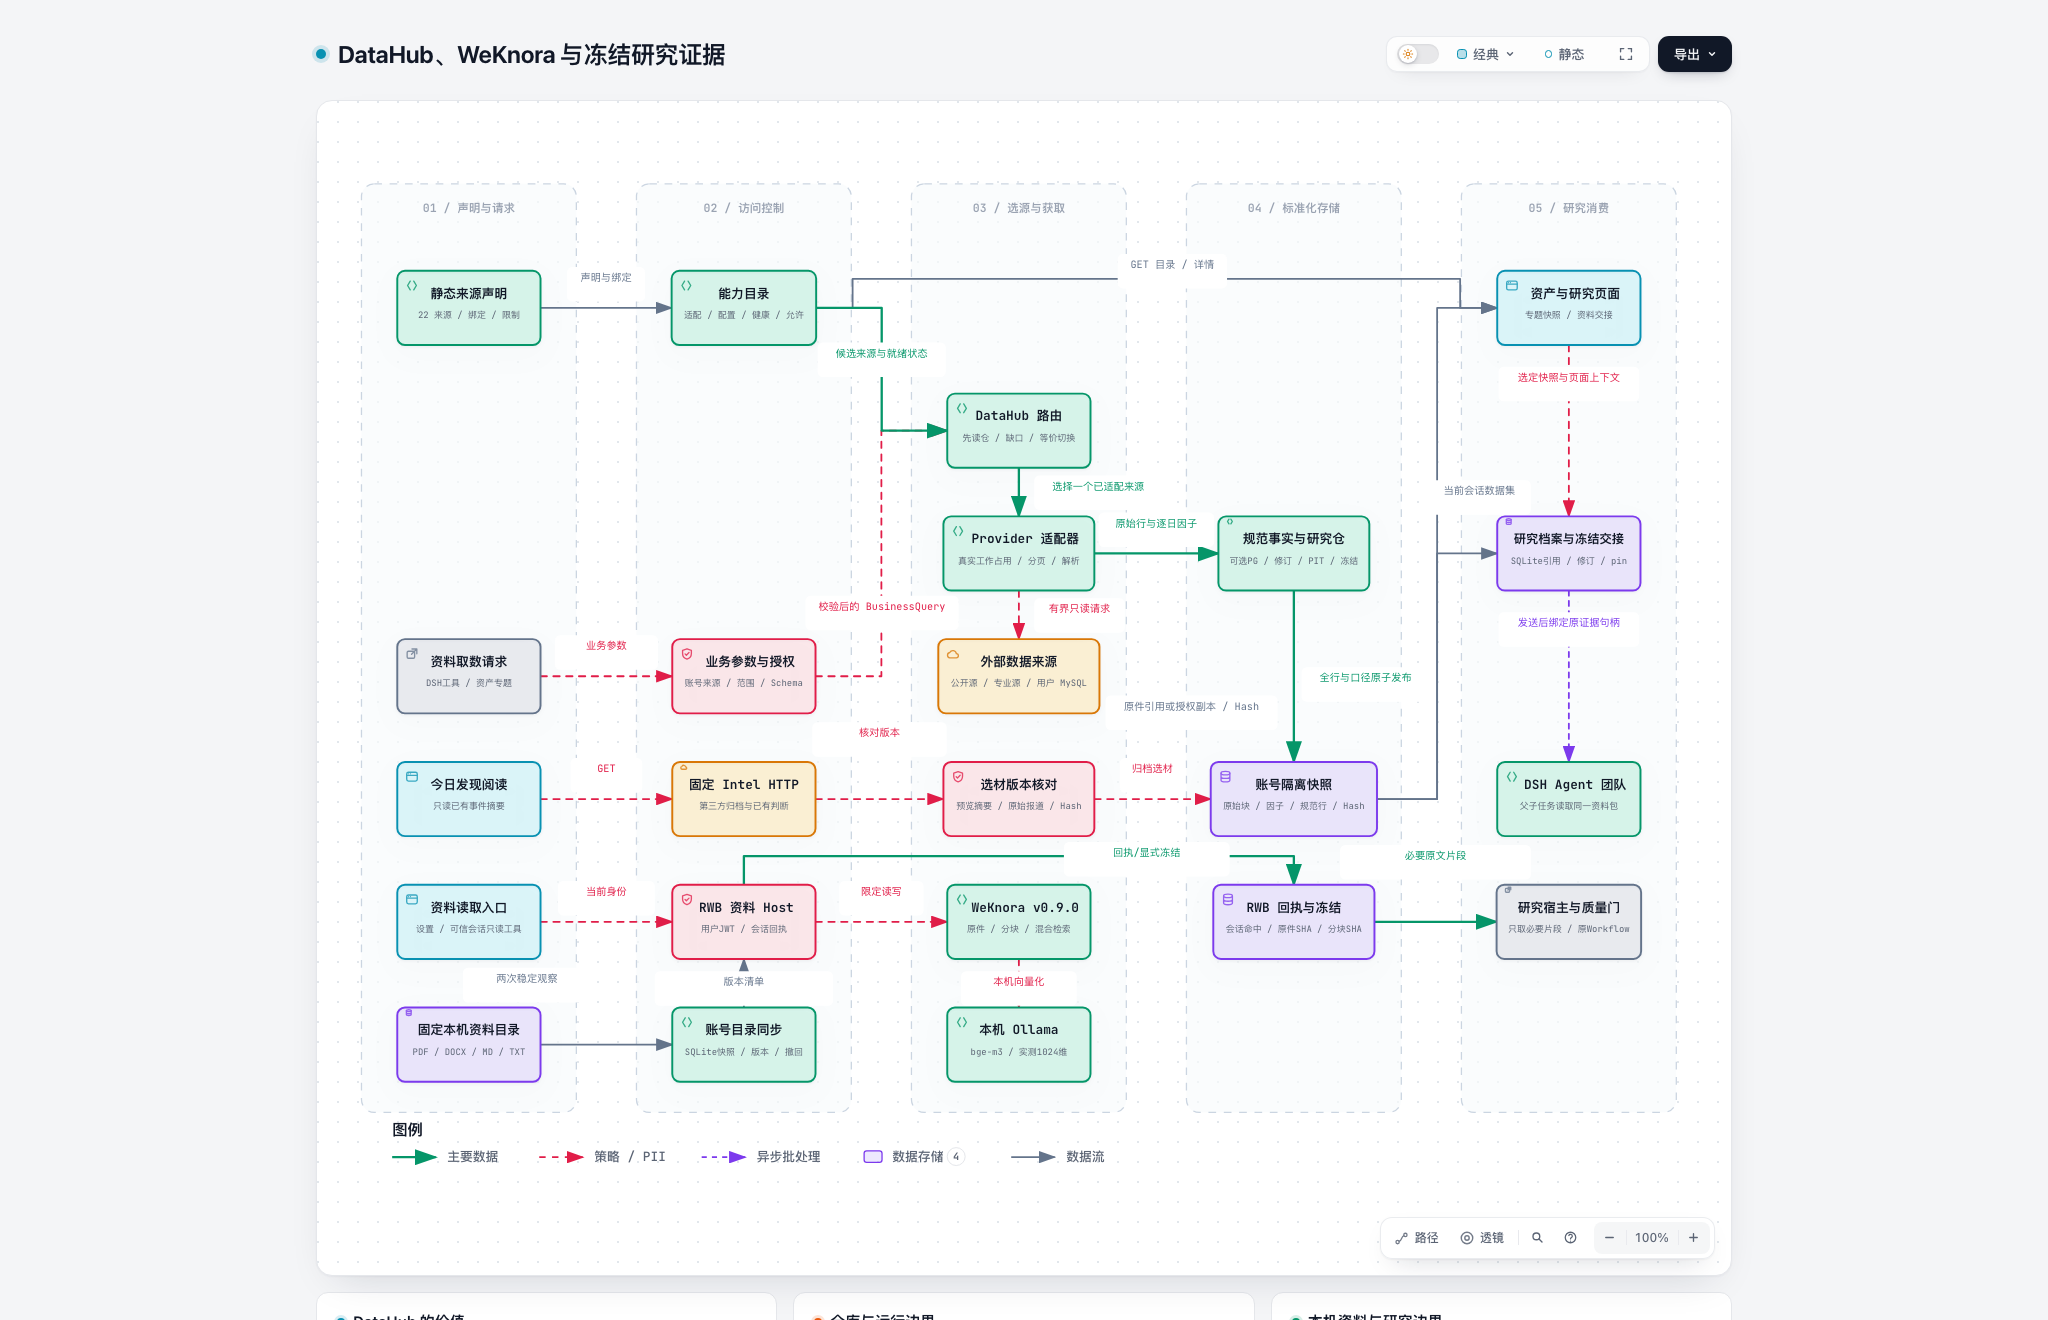 DataHub、WeKnora 与冻结研究证据
经典
静态
导出
01 / 声明与请求
02 / 访问控制
03 / 选源与获取
04 / 标准化存储
05 / 研究消费
GET 目录 / 详情
声明与绑定
静态来源声明
22 来源 / 绑定 / 限制
能力目录
适配 / 配置 / 健康 / 允许
资产与研究页面
专题快照 / 资料交接
候选来源与就绪状态
选定快照与页面上下文
DataHub 路由
先读仓 / 缺口 / 等价切换
选择一个已适配来源
当前会话数据集
原始行与逐日因子
Provider 适配器
真实工作占用 / 分页 / 解析
规范事实与研究仓
可选PG / 修订 / PIT / 冻结
研究档案与冻结交接
SQLite引用 / 修订 / pin
校验后的 BusinessQuery
有界只读请求
发送后绑定原证据句柄
业务参数
资料取数请求
DSH工具 / 资产专题
业务参数与授权
账号来源 / 范围 / Schema
外部数据来源
公开源 / 专业源 / 用户 MySQL
全行与口径原子发布
原件引用或授权副本 / Hash
核对版本
GET
归档选材
今日发现阅读
只读已有事件摘要
固定 Intel HTTP
第三方归档与已有判断
选材版本核对
预览摘要 / 原始报道 / Hash
账号隔离快照
原始块 / 因子 / 规范行 / Hash
DSH Agent 团队
父子任务读取同一资料包
回执/显式冻结
必要原文片段
当前身份
限定读写
资料读取入口
设置 / 可信会话只读工具
RWB 资料 Host
用户JWT / 会话回执
WeKnora v0.9.0
原件 / 分块 / 混合检索
RWB 回执与冻结
会话命中 / 原件SHA / 分块SHA
研究宿主与质量门
只取必要片段 / 原Workflow
两次稳定观察
版本清单
本机向量化
固定本机资料目录
PDF / DOCX / MD / TXT
账号目录同步
SQLite快照 / 版本 / 撤回
本机 Ollama
bge-m3 / 实测1024维
图例
主要数据
策略 / PII
异步批处理
数据存储 4
数据流
路径
透镜
100%
DataHub 的价值
仓库与运行边界
本机资料与研究边界